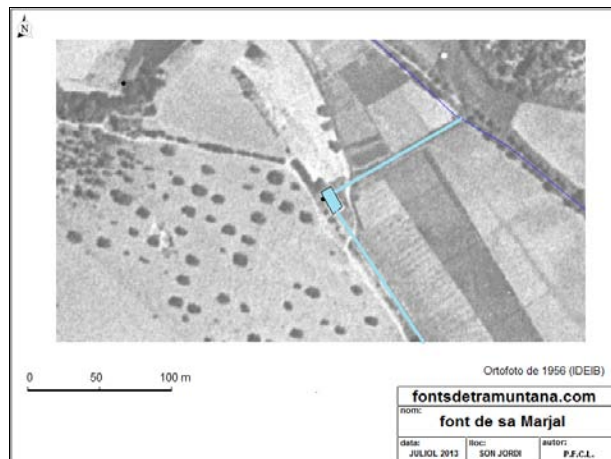 N
0 50 100 m
Ortofoto de 1956 (IDEIB)
fontsdetramuntana.com
nom:
font de sa Marjal
data: lloc: autor:
JULIOL 2013 SON JORDI P.F.C.L.